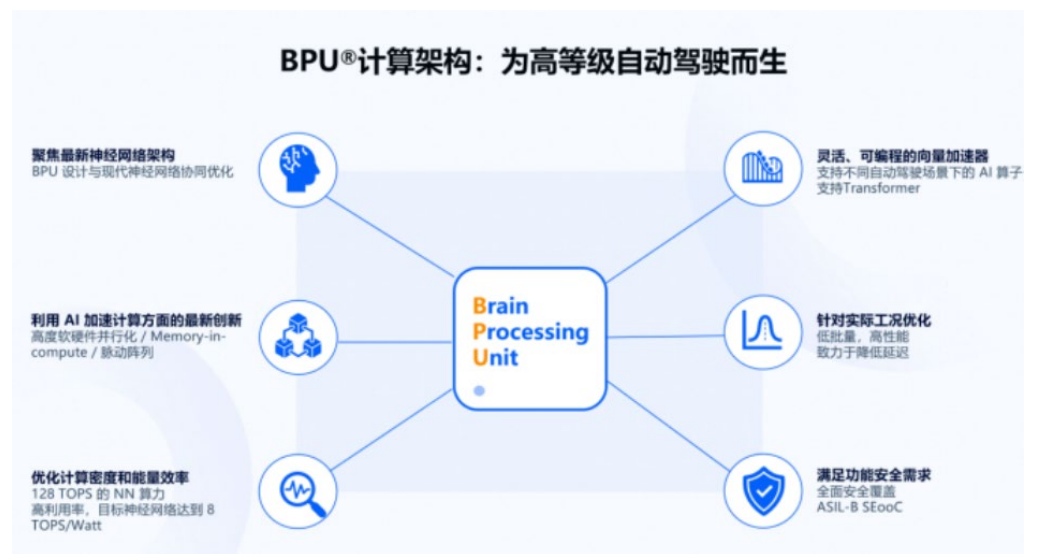 BPU®计算架构：为高等级自动驾驶而生
聚焦最新神经网络架构
BPU 设计与现代神经网络协同优化
利用 AI 加速计算方面的最新创新
高度软硬件并行化 / Memory-in-
compute / 脉动阵列
优化计算密度和能量效率
128 TOPS 的 NN 算力
高利用率，目标神经网络达到 8
TOPS/Watt
Brain
Processing
Unit
灵活、可编程的向量加速器
支持不同自动驾驶场景下的 AI 算子
支持Transformer
针对实际工况优化
低批量，高性能
致力于降低延迟
满足功能安全需求
全面安全覆盖
ASIL-B SEooC